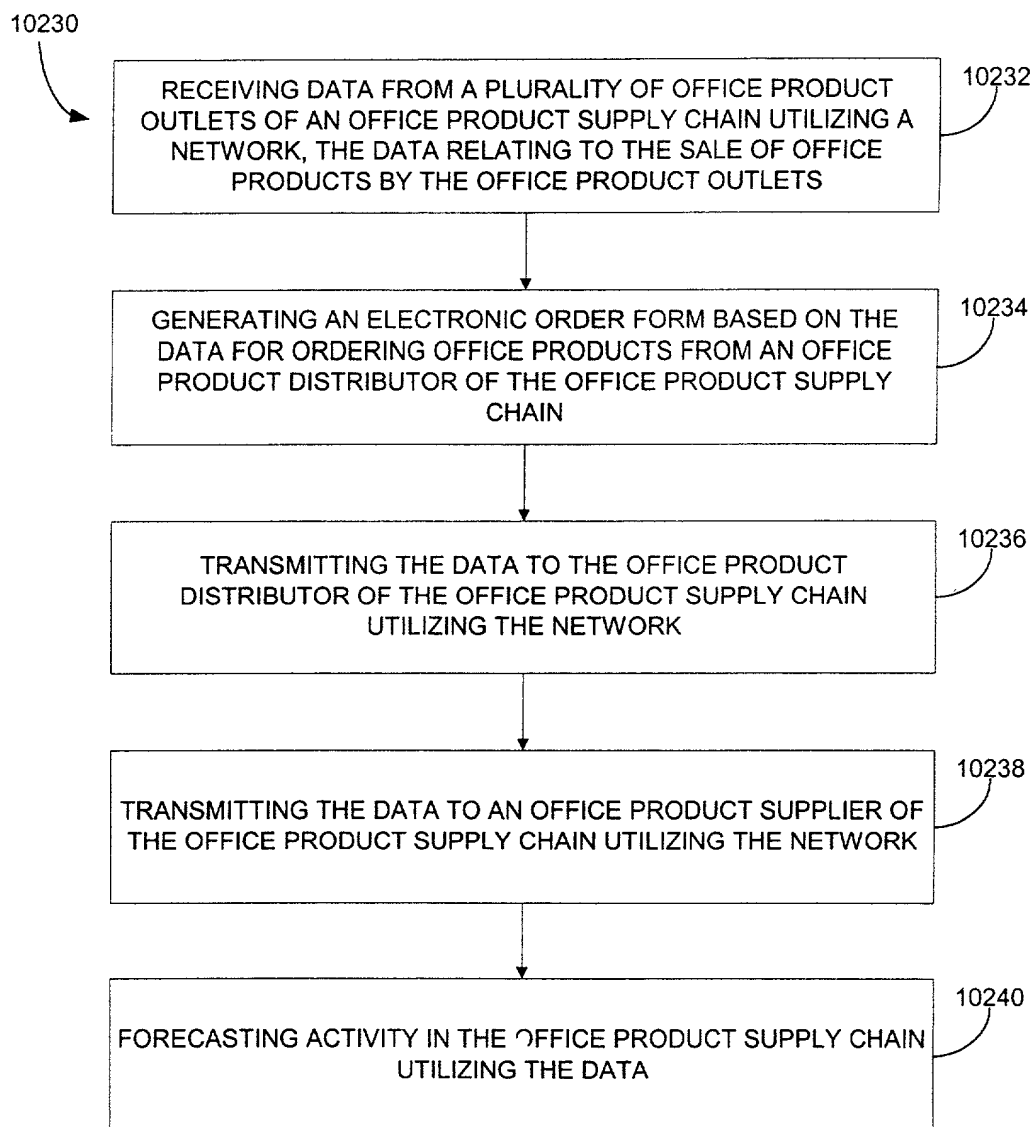 10230
RECEIVING DATA FROM A PLURALITY OF OFFICE PRODUCT
OUTLETS OF AN OFFICE PRODUCT SUPPLY CHAIN UTILIZING A
NETWORK, THE DATA RELATING TO THE SALE OF OFFICE
PRODUCTS BY THE OFFICE PRODUCT OUTLETS
10232
GENERATING AN ELECTRONIC ORDER FORM BASED ON THE
DATA FOR ORDERING OFFICE PRODUCTS FROM AN OFFICE
PRODUCT DISTRIBUTOR OF THE OFFICE PRODUCT SUPPLY
CHAIN
10234
TRANSMITTING THE DATA TO THE OFFICE PRODUCT
DISTRIBUTOR OF THE OFFICE PRODUCT SUPPLY CHAIN
UTILIZING THE NETWORK
10236
TRANSMITTING THE DATA TO AN OFFICE PRODUCT SUPPLIER OF
THE OFFICE PRODUCT SUPPLY CHAIN UTILIZING THE NETWORK
10238
FORECASTING ACTIVITY IN THE OFFICE PRODUCT SUPPLY CHAIN
UTILIZING THE DATA
10240